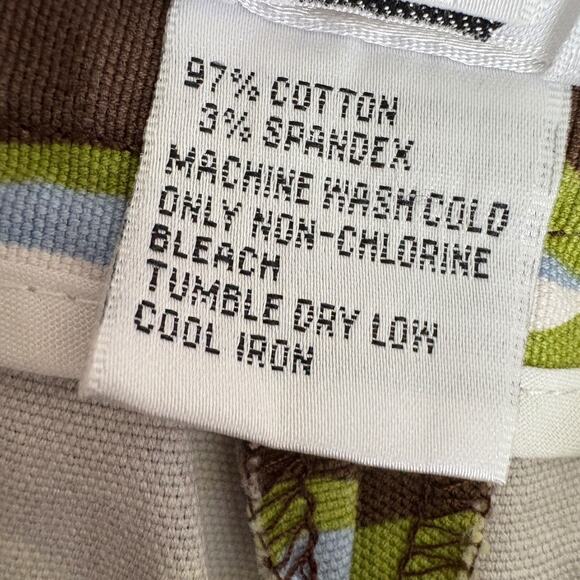 97% COTTON
3% SPANDEX
MACHINE WASH COLD
ONLY NON-CHLORINE
BLEACH
TUMBLE DRY LOW
COOL IRON